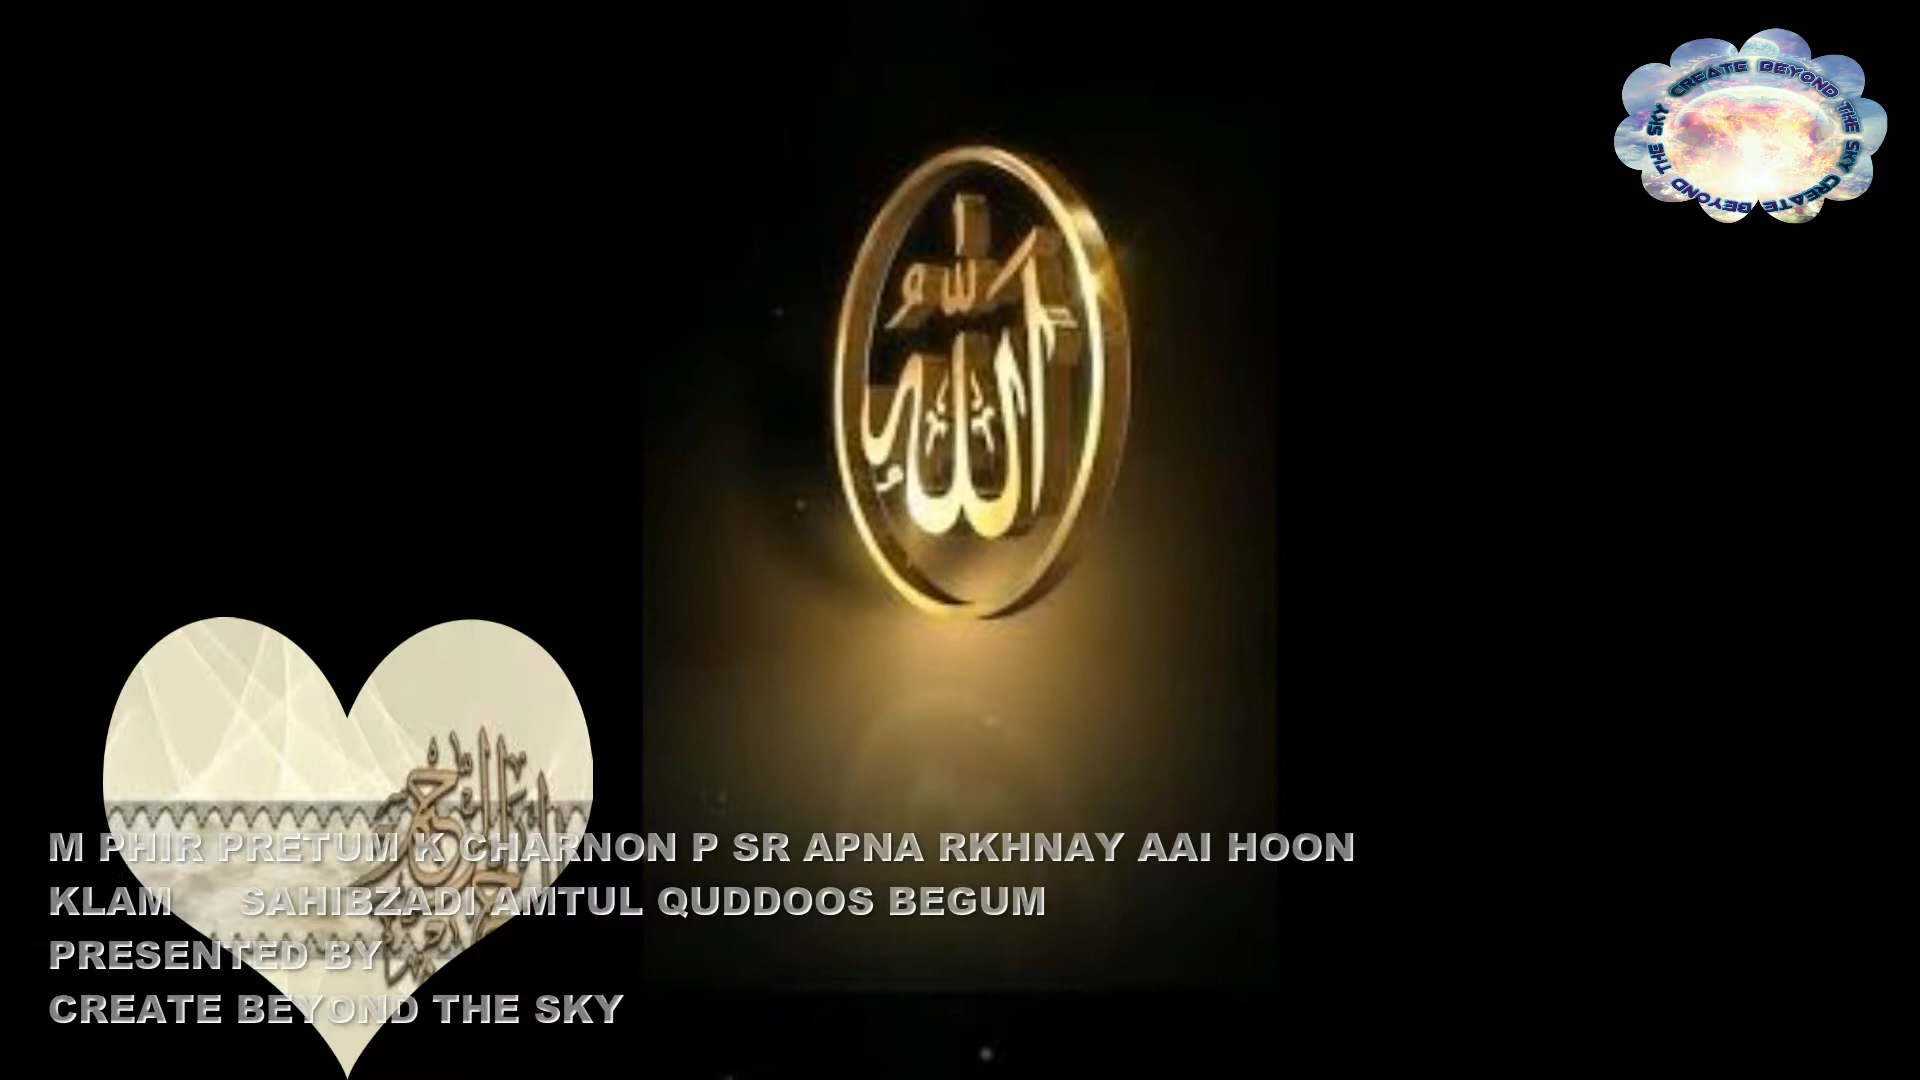 CREATE BEYOND THE SKY CREATE BEYOND THE SKY
الله
M PHIR PRETUM K CHARNON P SR APNA RKHNAY AAI HOON
KLAM SAHIBZADI AMTUL QUDDOOS BEGUM
PRESENTED BY
CREATE BEYOND THE SKY